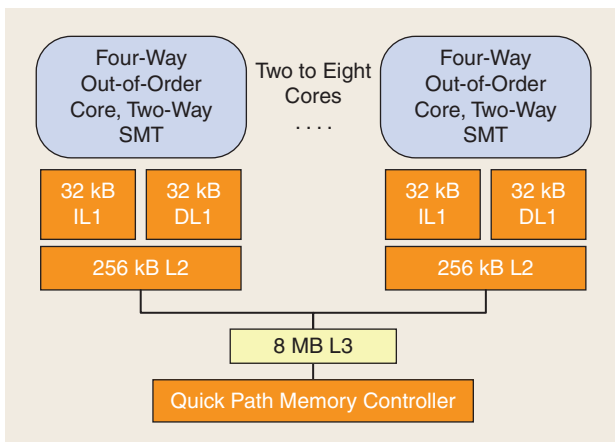 Four-Way
Out-of-Order
Core, Two-Way
SMT
Two to Eight
Cores
. . . .
Four-Way
Out-of-Order
Core, Two-Way
SMT
32 kB
IL1
32 kB
DL1
32 kB
IL1
32 kB
DL1
256 kB L2
256 kB L2
8 MB L3
Quick Path Memory Controller